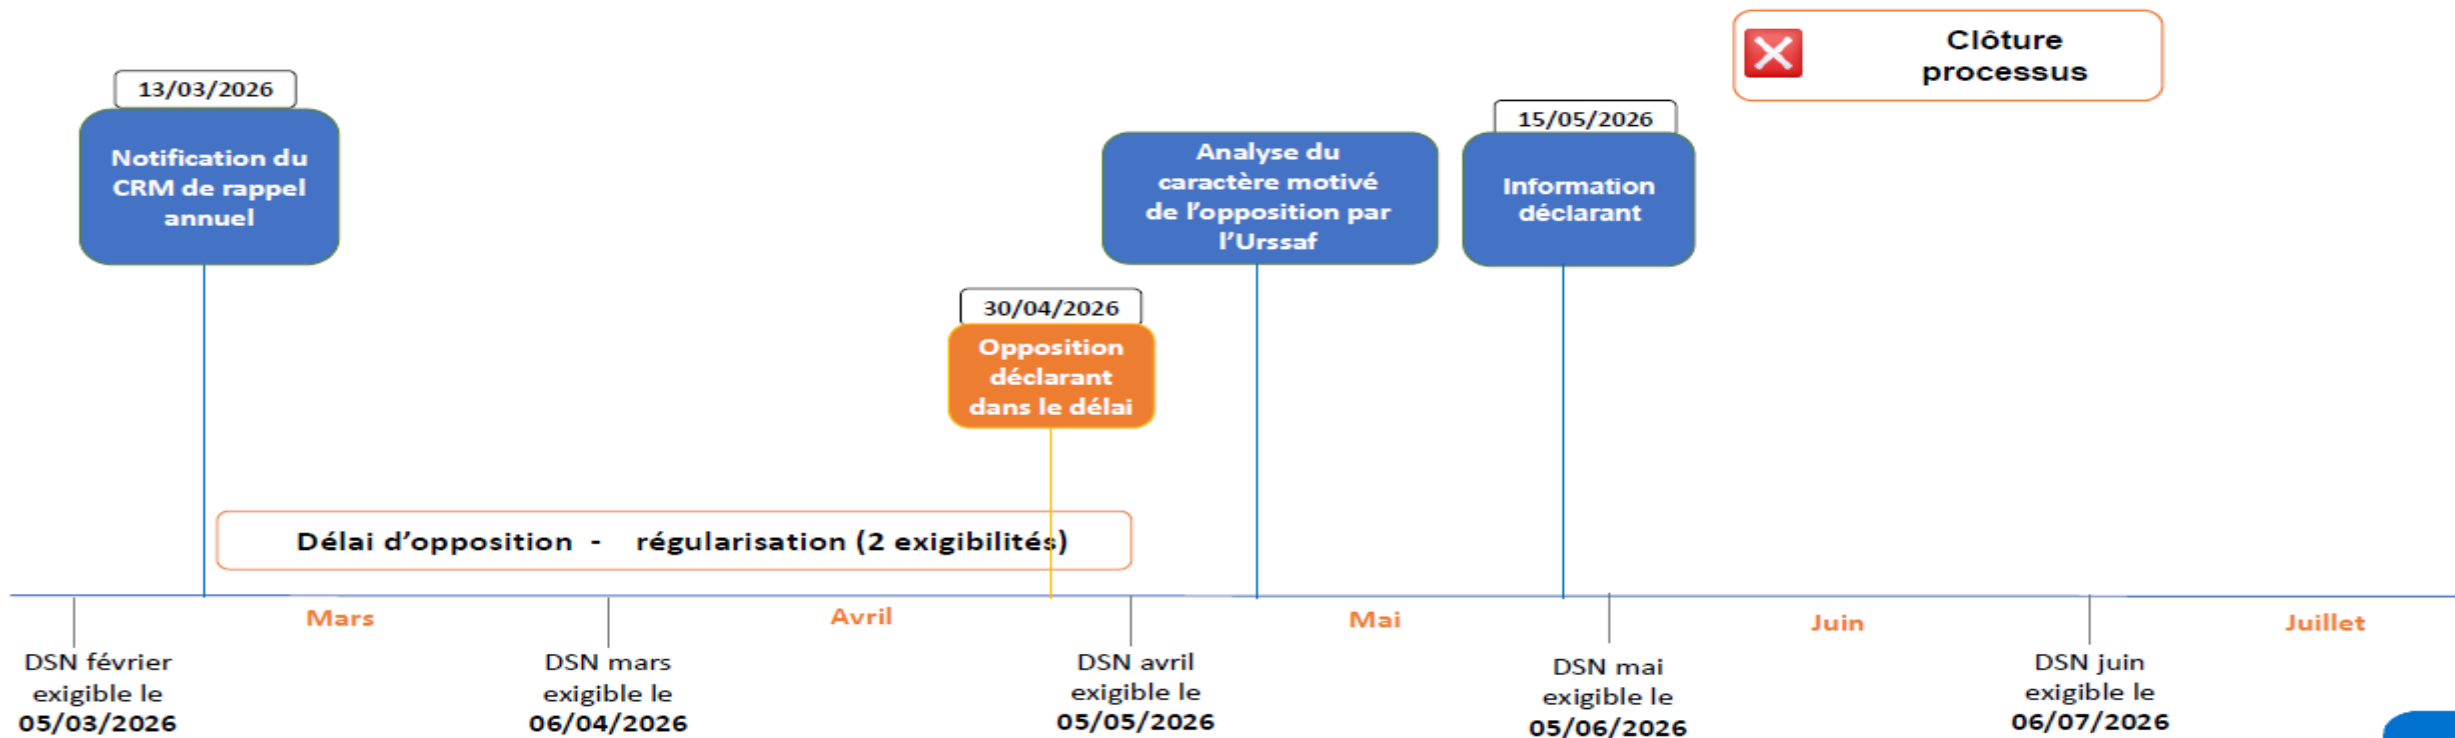 Clôture
processus
13/03/2026
Notification du
CRM de rappel
annuel
Analyse du
caractère motivé
de l'opposition par
l'Urssaf
15/05/2026
Information
déclarant
30/04/2026
Opposition
déclarant
dans le délai
Délai d'opposition - régularisation (2 exigibilités)
Mars
Avril
Mai
Juin
Juillet
DSN février
exigible le
05/03/2026
DSN mars
exigible le
06/04/2026
DSN avril
exigible le
05/05/2026
DSN mai
exigible le
05/06/2026
DSN juin
exigible le
06/07/2026